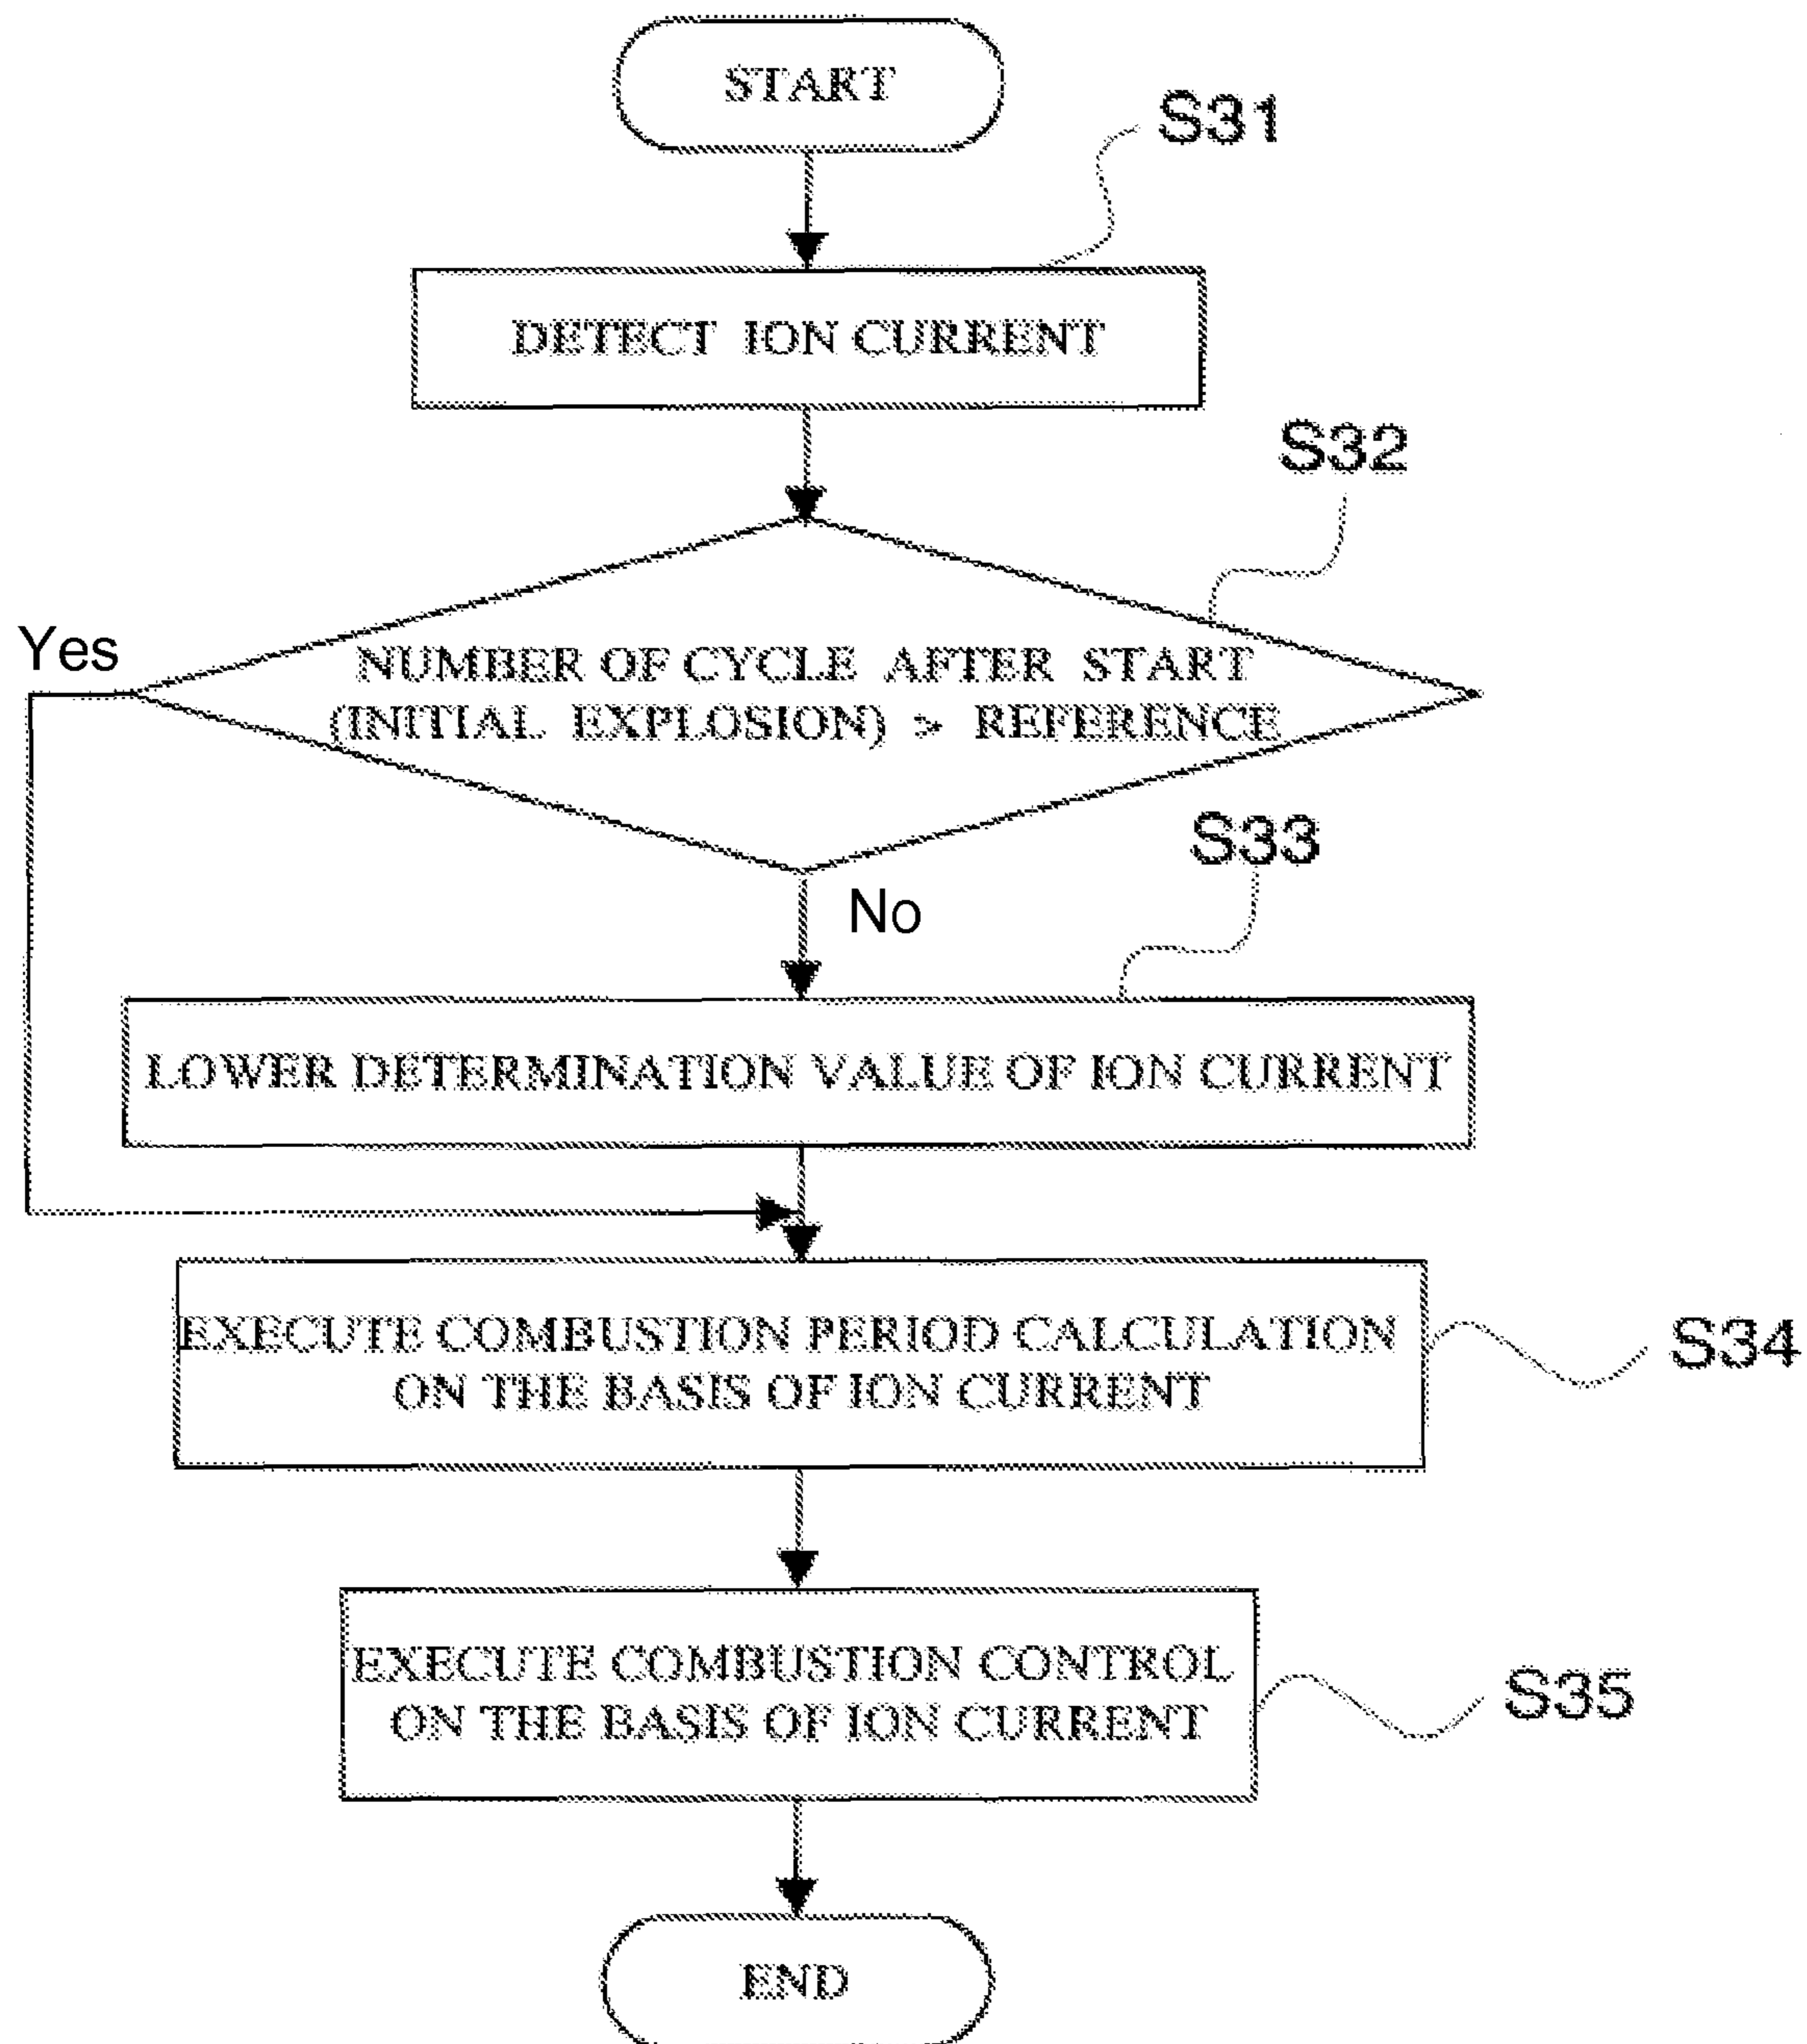 START
S31
DETECT ION CURRENT
S32
Yes
NUMBER OF CYCLE AFTER START
(INITIAL EXPLOSION) > REFERENCE
S33
No
LOWER DETERMINATION VALUE OF ION CURRENT
EXECUTE COMBUSTION PERIOD CALCULATION
ON THE BASIS OF ION CURRENT
S34
EXECUTE COMBUSTION CONTROL
ON THE BASIS OF ION CURRENT
S35
END